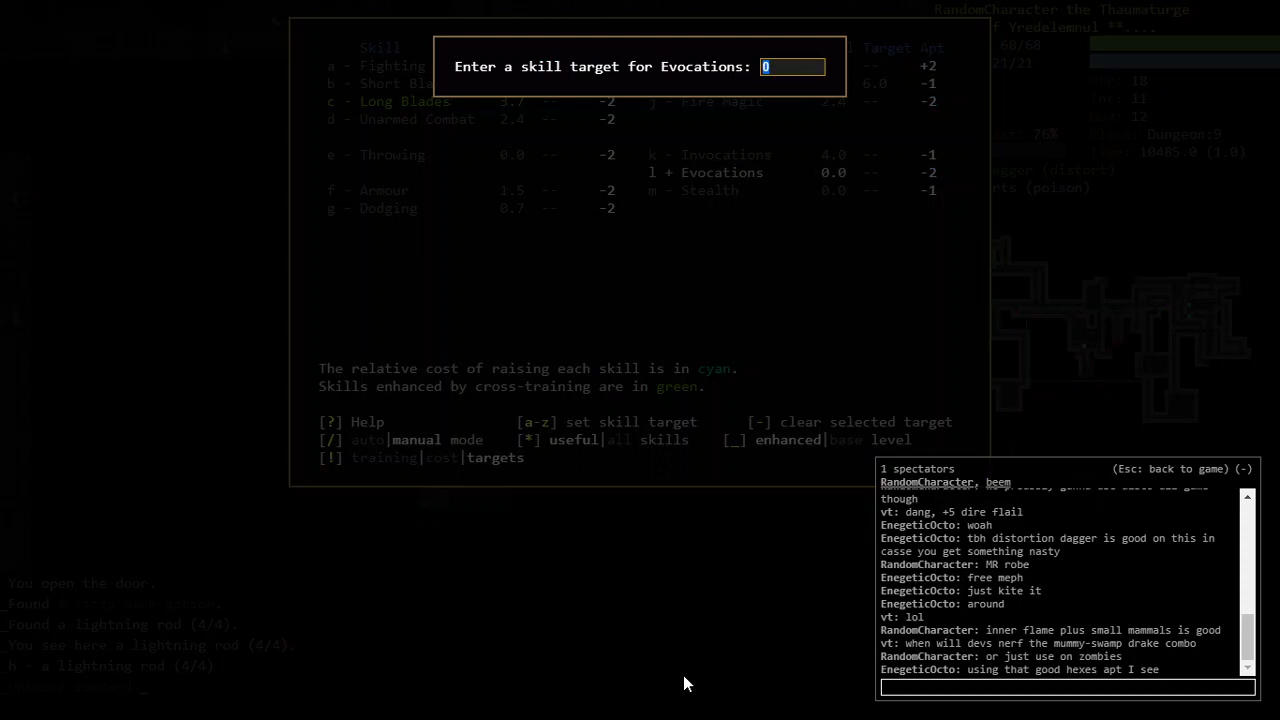 RandomCharacter the Thaumaturge
of Yredelemnul **....
68/68
21/21
18
11
12
76% Place: Dungeon:9
Time: 10485.0 (1.0)
(distort)
(poison)
Enter a skill target for Evocations: 0
Skill Target Apt
a - Fighting +2
b - Short Bla 6.0 -1
c - Long Blades 3.7 -2 j - Fire Magic 2.4 -2
d - Unarmed Combat 2.4 -- -2
e - Throwing 0.0 -- -2 k - Invocations 4.0 -- -1
l + Evocations 0.0 -- -2
f - Armour 1.5 -- -2 m - Stealth 0.0 -- -1
g - Dodging 0.7 -- -2
The relative cost of raising each skill is in cyan.
Skills enhanced by cross-training are in green.
[?] Help [a-z] set skill target [-] clear selected target
[/] auto|manual mode [*] useful|all skills [_] enhanced|base level
[!] training|cost|targets
You open the door.
_Found
_Found a lightning rod (4/4).
_You see here a lightning rod (4/4).
h - a lightning rod (4/4)
1 spectators (Esc: back to game) (-)
RandomCharacter, beem
though
vt: dang, +5 dire flail
EnegeticOcto: woah
EnegeticOcto: tbh distortion dagger is good on this in
casse you get something nasty
RandomCharacter: MR robe
EnegeticOcto: free meph
EnegeticOcto: just kite it
EnegeticOcto: around
vt: lol
RandomCharacter: inner flame plus small mammals is good
vt: when will devs nerf the mummy-swamp drake combo
RandomCharacter: or just use on zombies
EnegeticOcto: using that good hexes apt I see